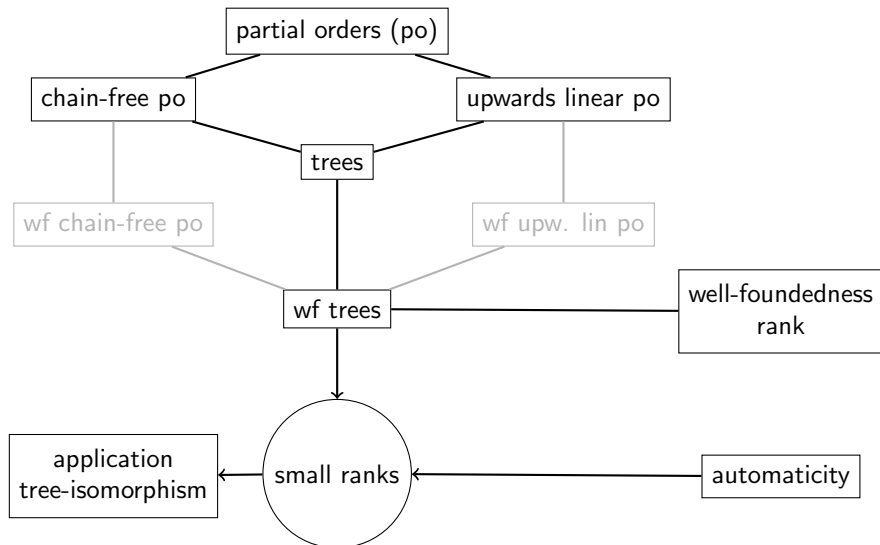 partial orders (po)
chain-free po
upwards linear po
trees
wf chain-free po
wf upw. lin po
wf trees
well-foundedness
rank
application
tree-isomorphism
small ranks
automaticity